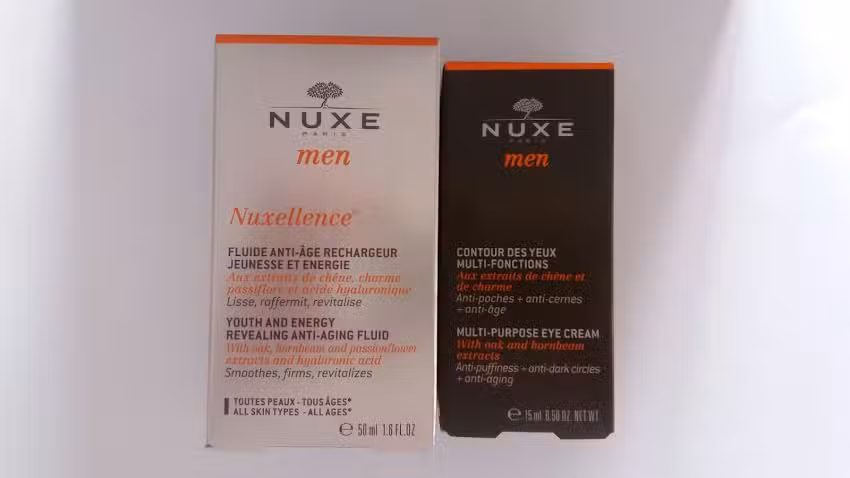 NUXE
PARIS
men
Nuxellence®
FLUIDE ANTI-ÂGE RECHARGEUR
JEUNESSE ET ENERGIE
Aux extraits de chêne, charme
passiflore et acide hyaluronique
Lisse, raffermit, revitalise
YOUTH AND ENERGY
REVEALING ANTI-AGING FLUID
With oak, hornbeam and passionflower
extracts and hyaluronic acid
Smoothes, firms, revitalizes
TOUTES PEAUX - TOUS ÂGES*
ALL SKIN TYPES - ALL AGES*
℮ 50 ml 1.6 FL.OZ
NUXE
PARIS
men
CONTOUR DES YEUX
MULTI-FONCTIONS
Aux extraits de chêne et
de charme
Anti-poches + anti-cernes
+ anti-âge
MULTI-PURPOSE EYE CREAM
With oak and hornbeam
extracts
Anti-puffiness + anti-dark circles
+ anti-aging
℮ 15 ml 0.50 OZ. NET WT